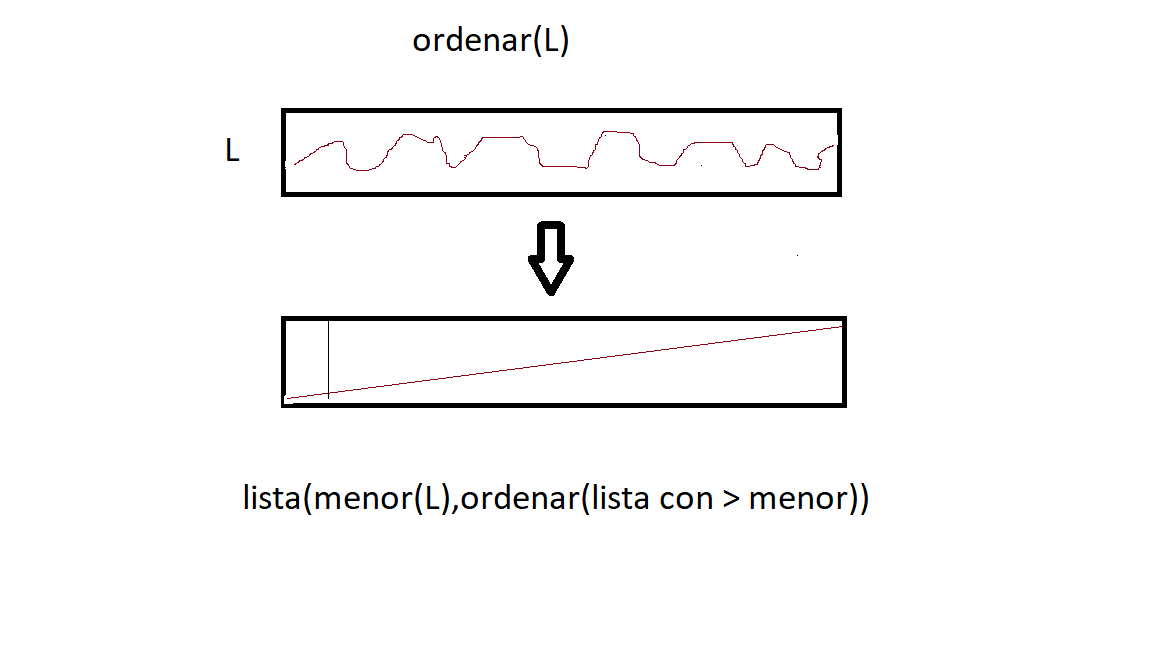 ordenar(L)
L
lista(menor(L),ordenar(lista con > menor))